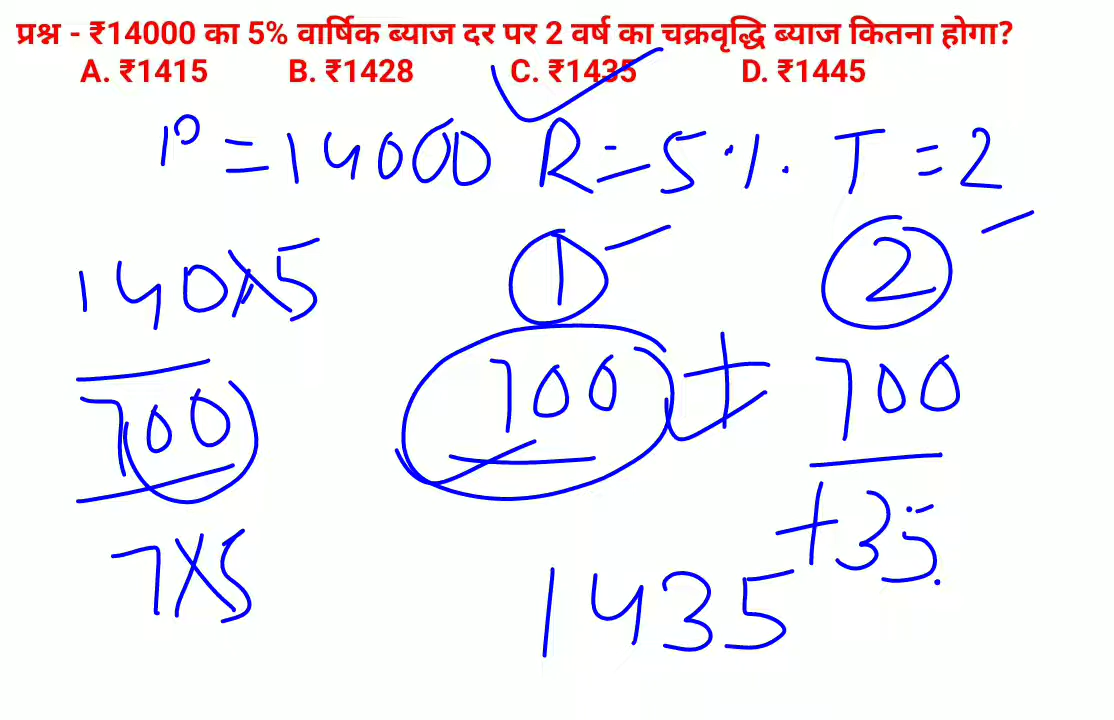 प्रश्न - ₹14000 का 5% वार्षिक ब्याज दर पर 2 वर्ष का चक्रवृद्धि ब्याज कितना होगा?
A. ₹1415 B. ₹1428 C. ₹1435 D. ₹1445
P = 14000 R = 5%. T = 2
140 x 5 1 2
700 700 + 700
7 x 5 + 35
1435